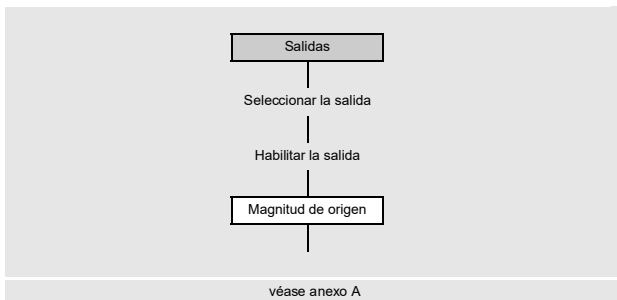 Salidas
Seleccionar la salida
Habilitar la salida
Magnitud de origen
véase anexo A